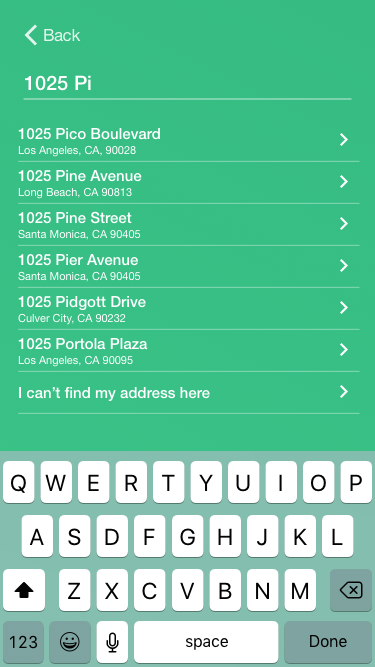 Back
1025 Pi
1025 Pico Boulevard
Los Angeles, CA, 90028
1025 Pine Avenue
Long Beach, CA 90813
1025 Pine Street
Santa Monica, CA 90405
1025 Pier Avenue
Santa Monica, CA 90405
1025 Pidgott Drive
Culver City, CA 90232
1025 Portola Plaza
Los Angeles, CA 90095
I can’t find my address here
Q W E R T Y U I O P
A S D F G H J K L
Z X C V B N M
123 space Done